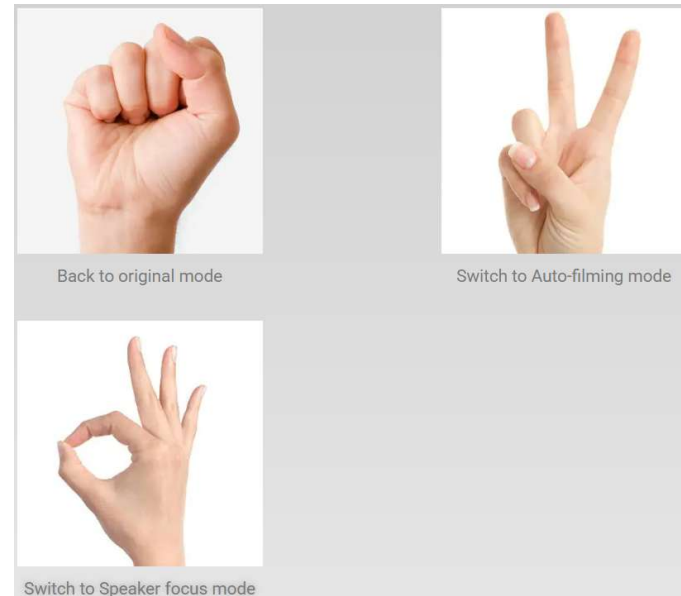 Back to original mode
Switch to Auto-filming mode
Switch to Speaker focus mode